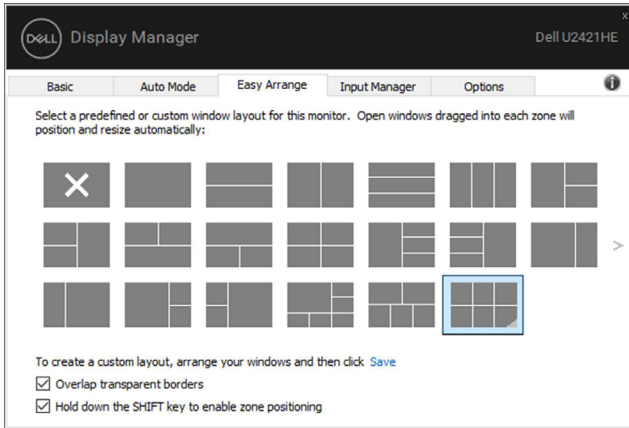 x
DELL Display Manager
Dell U2421HE
Basic Auto Mode Easy Arrange Input Manager Options
Select a predefined or custom window layout for this monitor. Open windows dragged into each zone will
position and resize automatically:
>
To create a custom layout, arrange your windows and then click Save
Overlap transparent borders
Hold down the SHIFT key to enable zone positioning